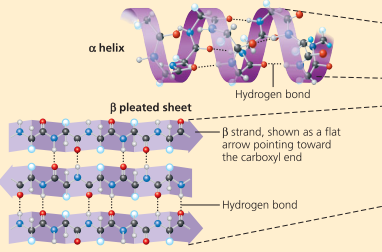 α helix
Hydrogen bond
β pleated sheet
β strand, shown as a flat
arrow pointing toward
the carboxyl end
Hydrogen bond